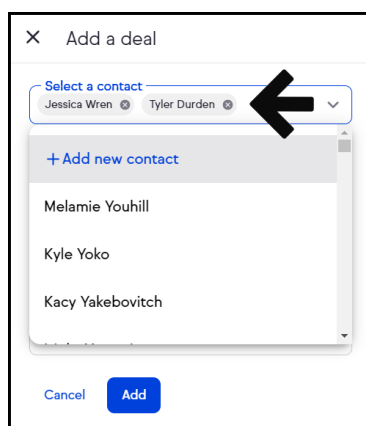 Add a deal
Select a contact
Jessica Wren Tyler Durden
+Add new contact
Melamie Youhill
Kyle Yoko
Kacy Yakebovitch
Cancel Add